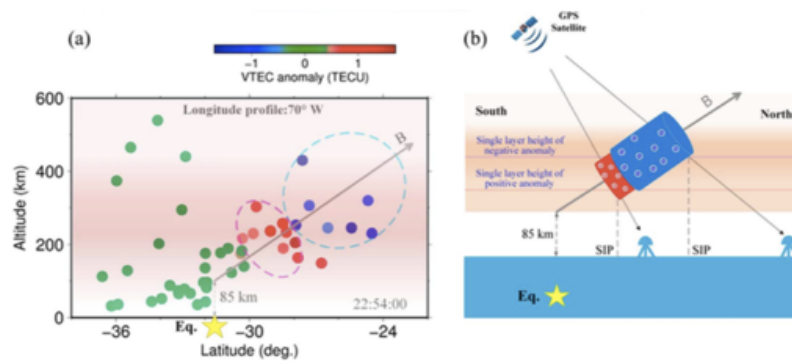 (a)
−1 0 1
VTEC anomaly (TECU)
600
400
200
0
Altitude (km)
Longitude profile:70° W
B
85 km
22:54:00
Eq.
−36 −30 −24
Latitude (deg.)
(b)
GPS
Satellite
South
B
North
Single layer height of
negative anomaly
Single layer height of
positive anomaly
85 km
SIP
SIP
Eq.